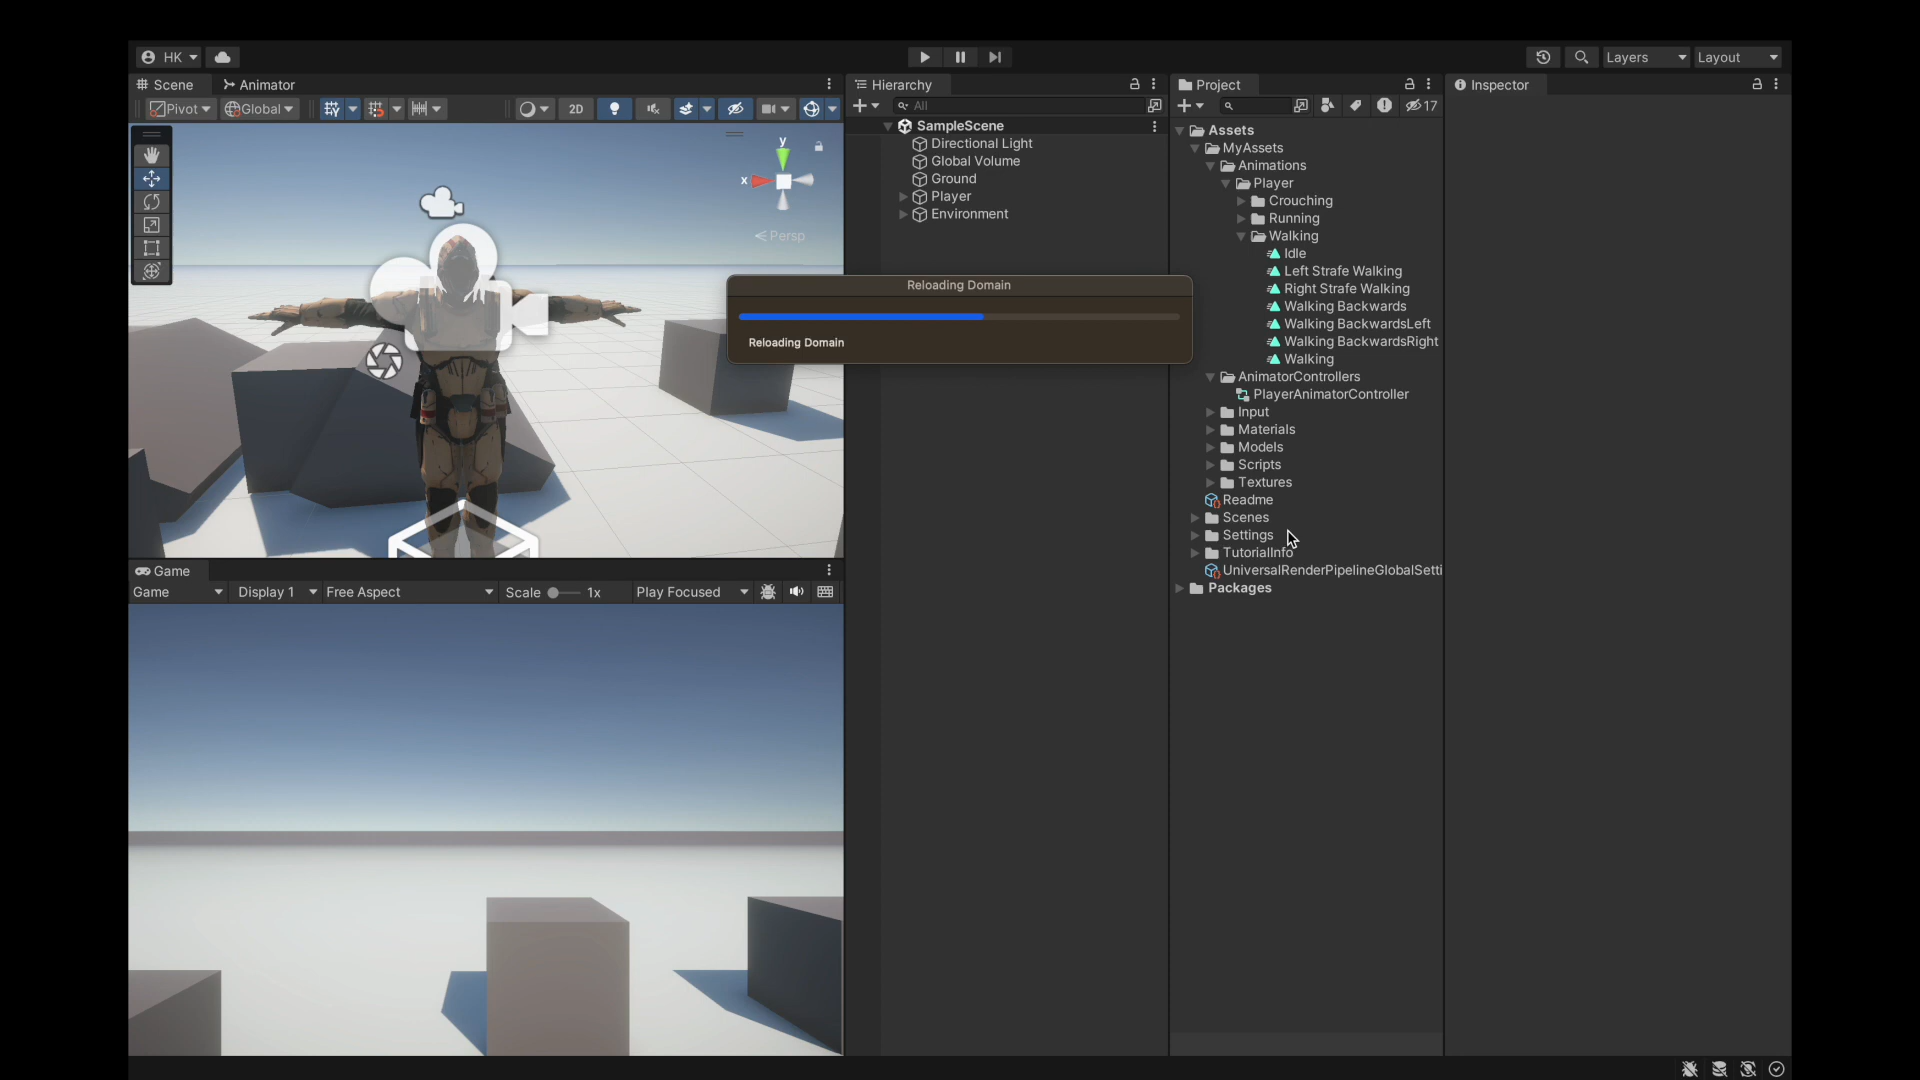 HK
Layers
Layout
Scene
Animator
Pivot
Global
2D
y
x
Persp
Hierarchy
All
SampleScene
Directional Light
Global Volume
Ground
Player
Environment
Project
17
Assets
MyAssets
Animations
Player
Crouching
Running
Walking
Idle
Left Strafe Walking
Right Strafe Walking
Walking Backwards
Walking BackwardsLeft
Walking BackwardsRight
Walking
AnimatorControllers
PlayerAnimatorController
Input
Materials
Models
Scripts
Textures
Readme
Scenes
Settings
TutorialInfo
UniversalRenderPipelineGlobalSetti
Packages
Inspector
Reloading Domain
Reloading Domain
Game
Game
Display 1
Free Aspect
Scale
1x
Play Focused